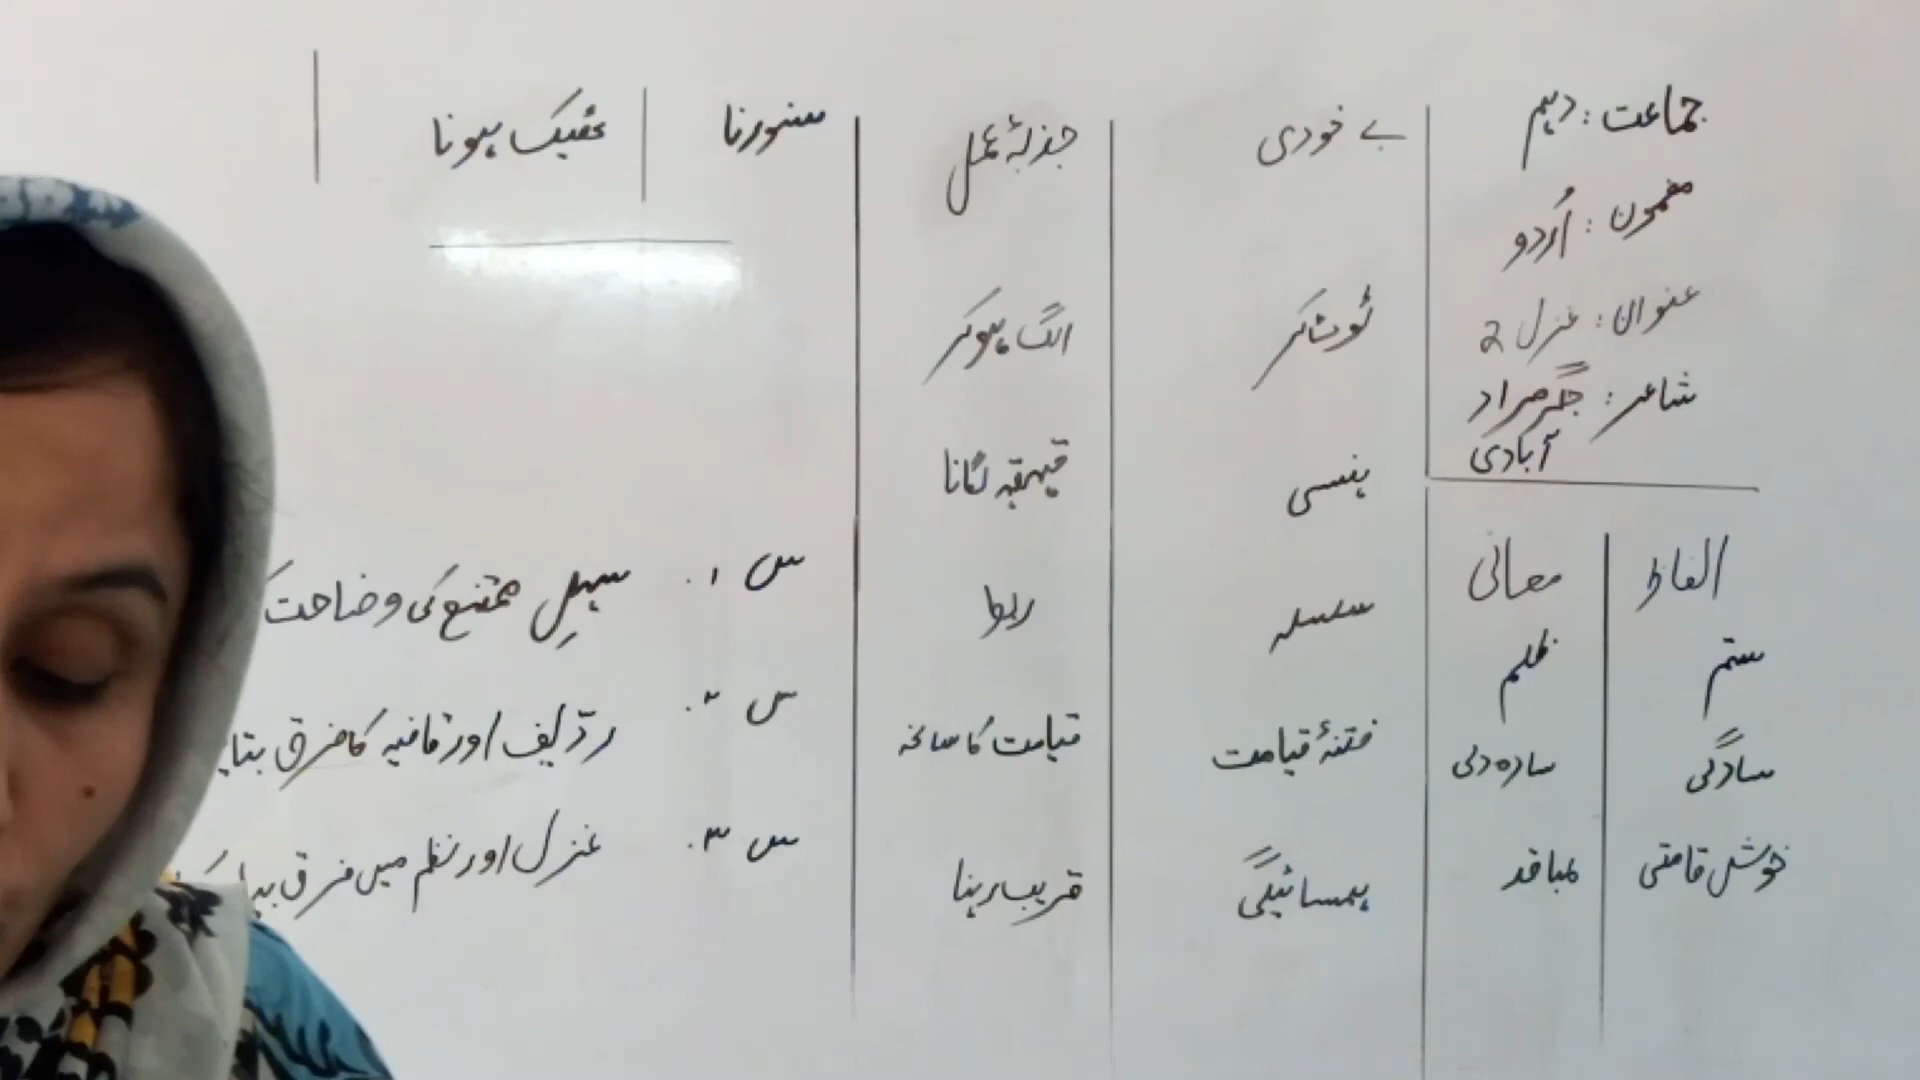 جماعت : دہم
مضمون : اُردو
عنوان : غزل 2
شاعر : جگر مراد
آبادی
الفاظ معانی
ستم ظلم
سادگی سادہ دلی
خوش قامتی لمبا قد
بے خودی جذبۂ عمل
ٹوٹ کر الگ ہو کر
ہنسی قہقہہ لگانا
سلسلہ ربط
فتنۂ قیامت قیامت کا سانحہ
ہمسائیگی قریب رہنا
سنورنا ٹھیک ہونا
س ۱. سہلِ ممتنع کی وضاحت
س ۲. ردیف اور قافیہ کا فرق
س ۳. غزل اور نظم میں فرق